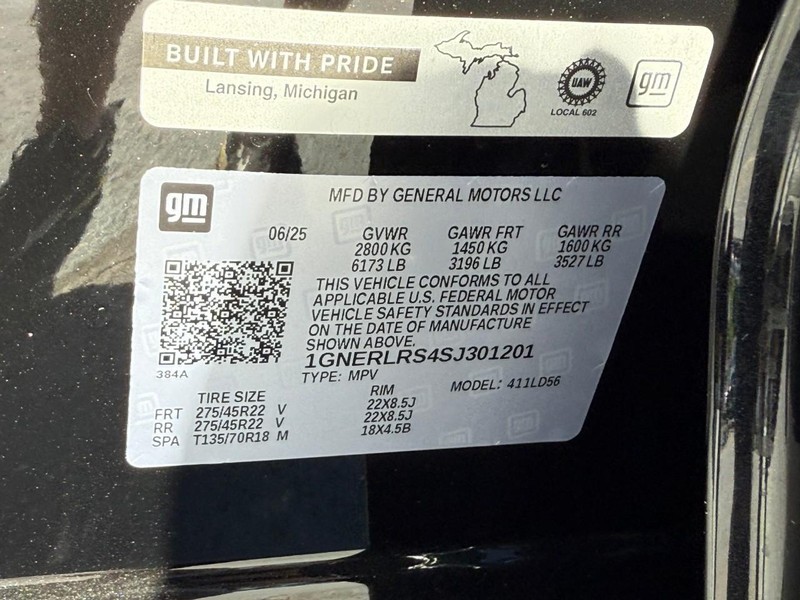 BUILT WITH PRIDE
Lansing, Michigan
UAW
LOCAL 602
gm
gm
MFD BY GENERAL MOTORS LLC
06/25 GVWR GAWR FRT GAWR RR
2800 KG 1450 KG 1600 KG
6173 LB 3196 LB 3527 LB
THIS VEHICLE CONFORMS TO ALL
APPLICABLE U.S. FEDERAL MOTOR
VEHICLE SAFETY STANDARDS IN EFFECT
ON THE DATE OF MANUFACTURE
SHOWN ABOVE.
1GNERLRS4SJ301201
384A
TYPE: MPV MODEL: 411LD56
TIRE SIZE RIM
FRT 275/45R22 V 22X8.5J
RR 275/45R22 V 22X8.5J
SPA T135/70R18 M 18X4.5B